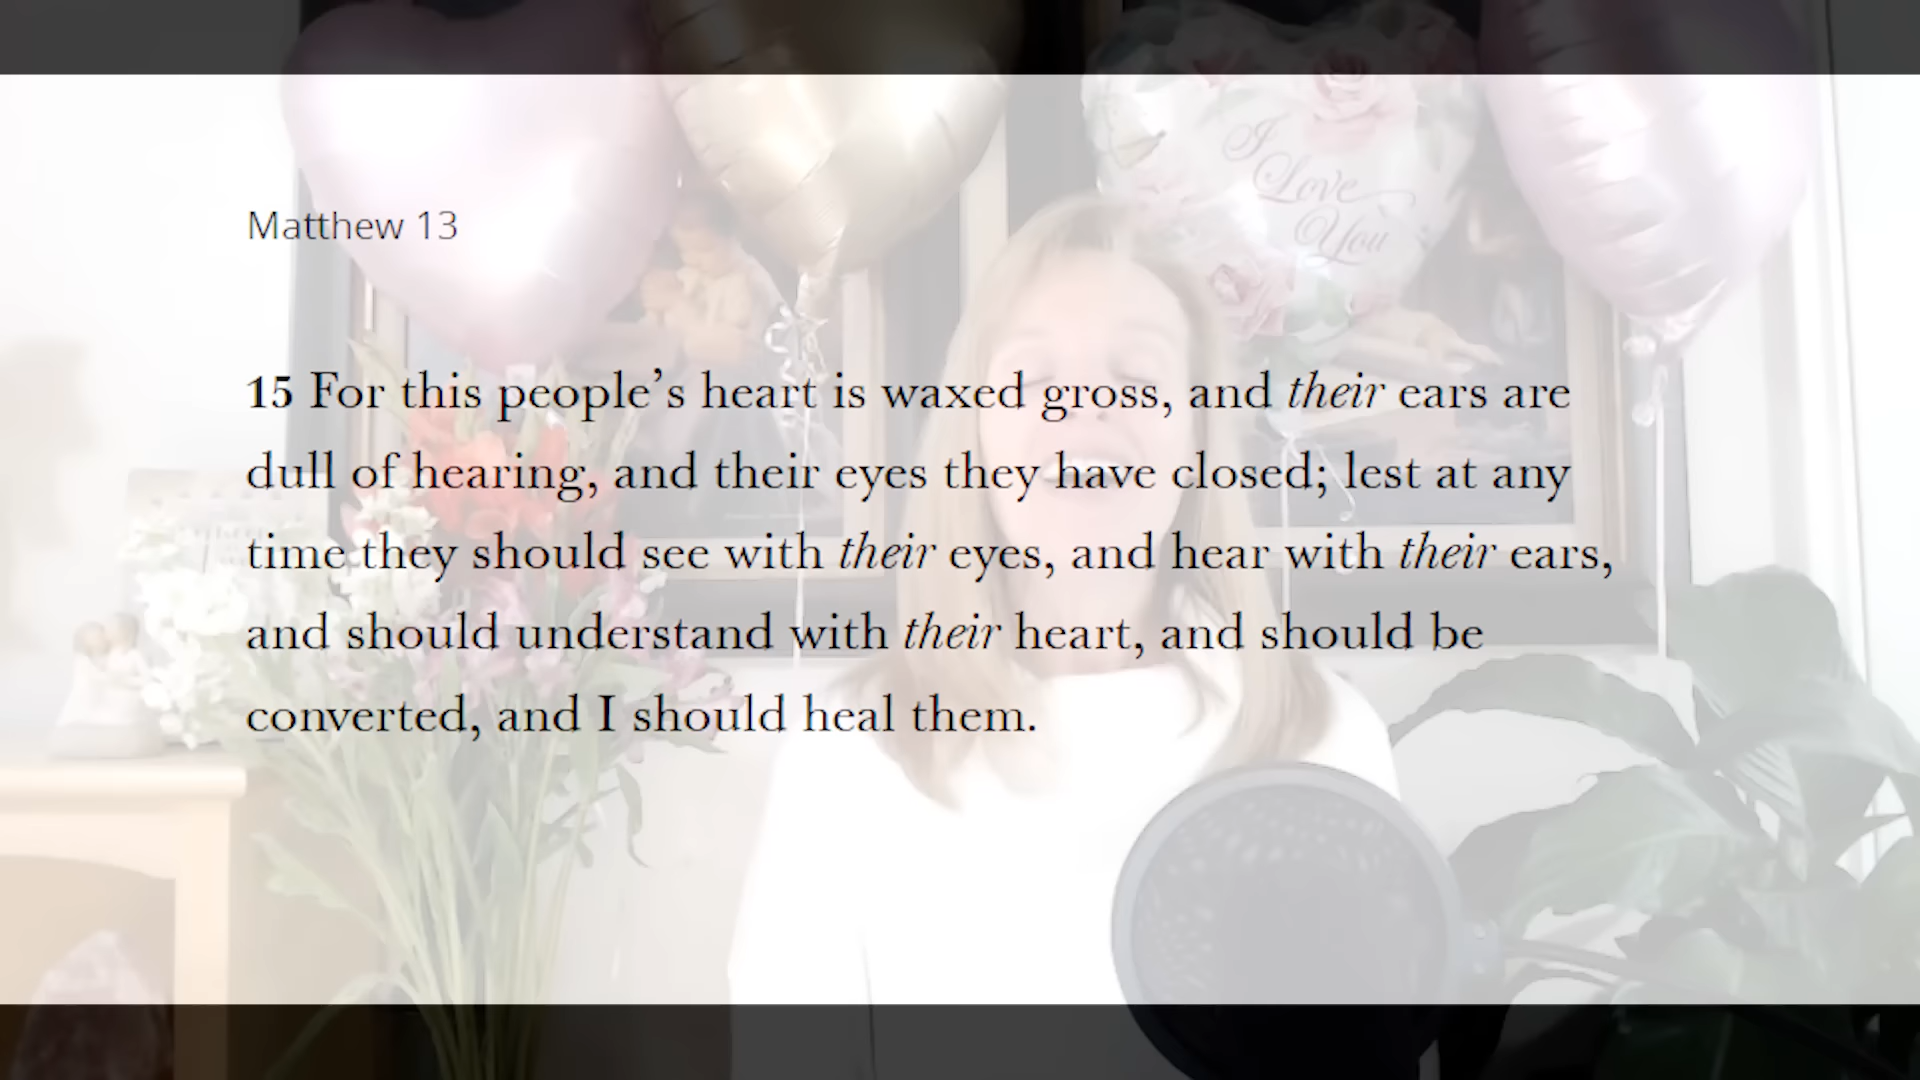 I
Love
You
Matthew 13
15 For this people’s heart is waxed gross, and their ears are
dull of hearing, and their eyes they have closed; lest at any
time they should see with their eyes, and hear with their ears,
and should understand with their heart, and should be
converted, and I should heal them.